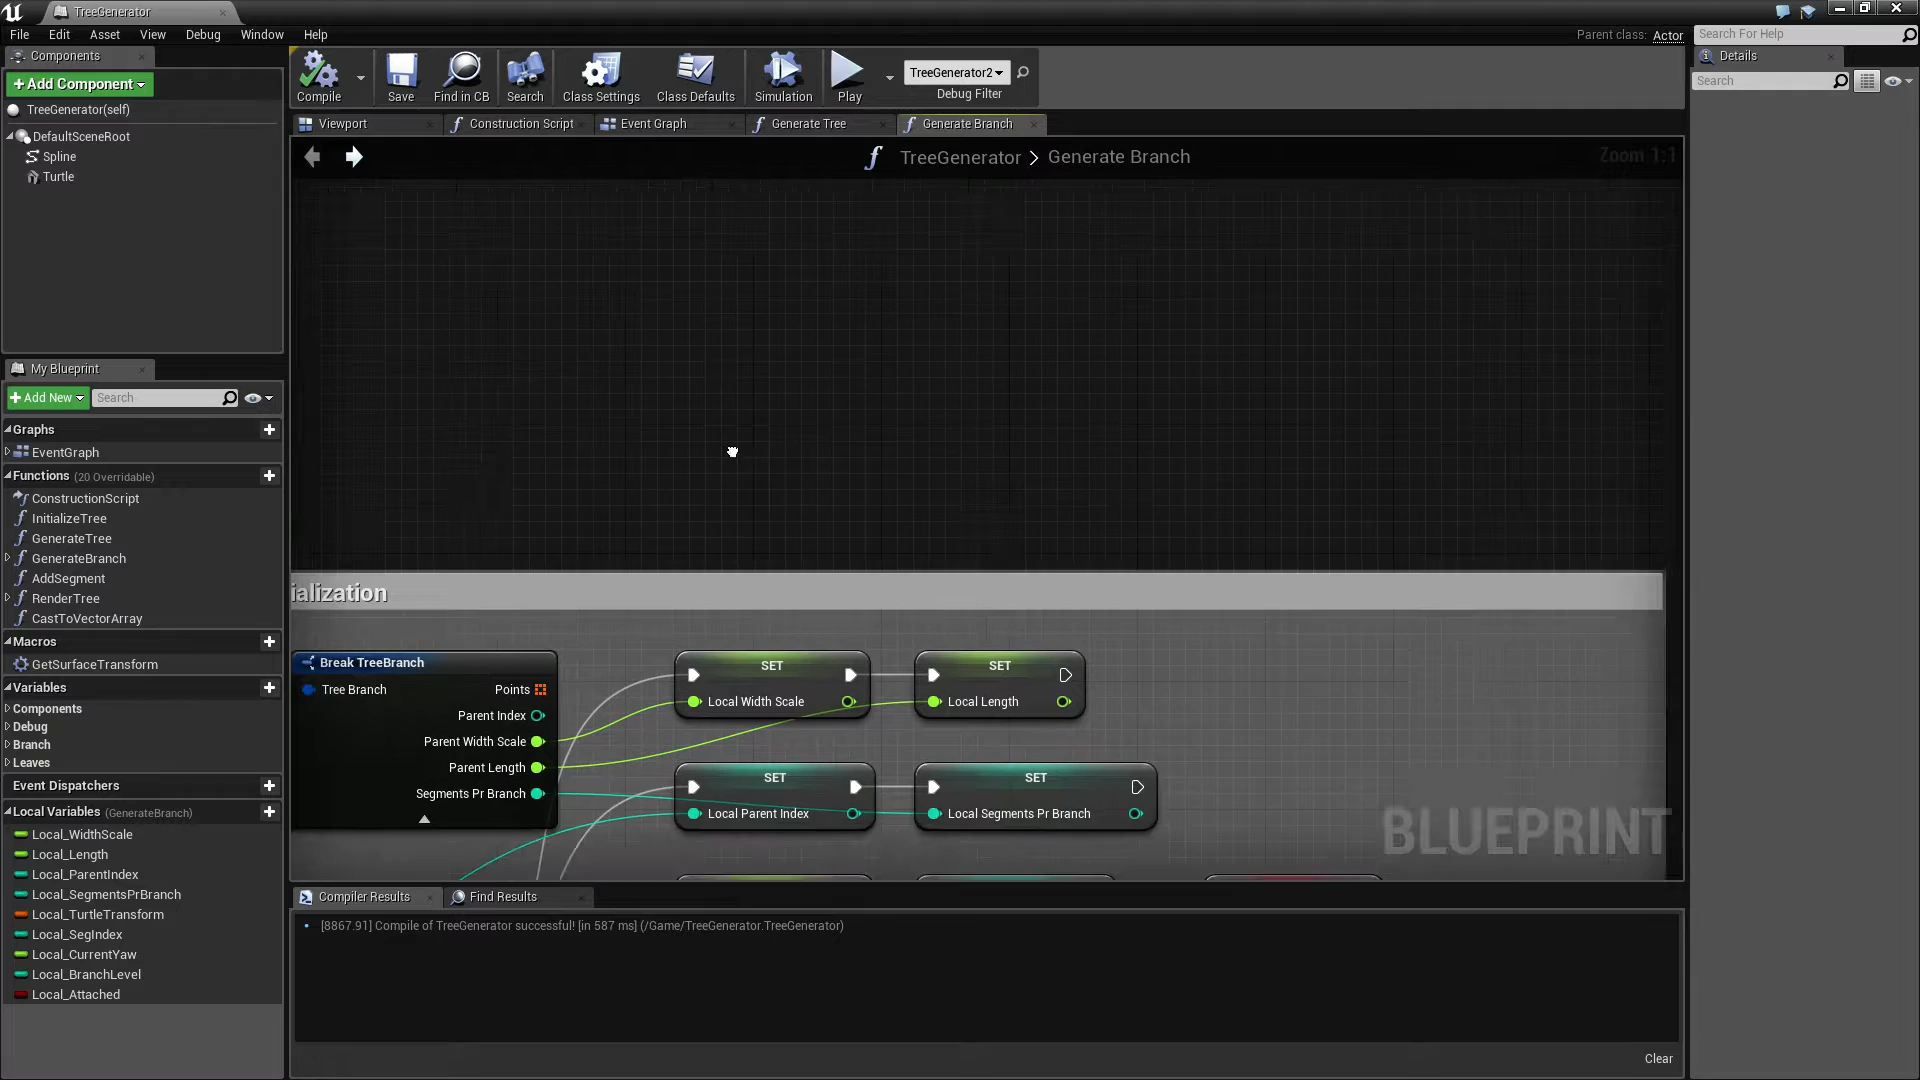 TreeGenerator
File Edit Asset View Debug Window Help
Parent class: Actor
Search For Help
Components
Add Component
TreeGenerator(self)
DefaultSceneRoot
Spline
Turtle
Compile
Save
Find in CB
Search
Class Settings
Class Defaults
Simulation
Play
TreeGenerator2
Debug Filter
Details
Search
Viewport
Construction Script
Event Graph
Generate Tree
Generate Branch
TreeGenerator > Generate Branch
Zoom 1:1
My Blueprint
Add New
Search
Graphs
EventGraph
Functions (20 Overridable)
ConstructionScript
InitializeTree
GenerateTree
GenerateBranch
AddSegment
RenderTree
CastToVectorArray
Macros
GetSurfaceTransform
Variables
Components
Debug
Branch
Leaves
Event Dispatchers
Local Variables (GenerateBranch)
Local_WidthScale
Local_Length
Local_ParentIndex
Local_SegmentsPrBranch
Local_TurtleTransform
Local_SegIndex
Local_CurrentYaw
Local_BranchLevel
Local_Attached
ialization
Break TreeBranch
Tree Branch
Points
Parent Index
Parent Width Scale
Parent Length
Segments Pr Branch
SET
Local Width Scale
SET
Local Length
SET
Local Parent Index
SET
Local Segments Pr Branch
BLUEPRINT
Compiler Results
Find Results
[8867.91] Compile of TreeGenerator successful! [in 587 ms] (/Game/TreeGenerator.TreeGenerator)
Clear